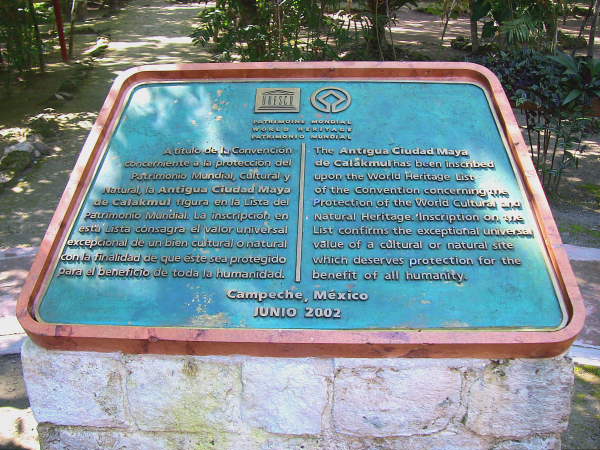 UNESCO
PATRIMOINE MONDIAL
WORLD HERITAGE
PATRIMONIO MUNDIAL
A título de la Convención
concerniente a la protección del
Patrimonio Mundial, Cultural y
Natural, la Antigua Ciudad Maya
de Calakmul figura en la Lista del
Patrimonio Mundial. La inscripción en
esta Lista consagra el valor universal
excepcional de un bien cultural o natural
con la finalidad de que éste sea protegido
para el beneficio de toda la humanidad.
The Antigua Ciudad Maya
de Calakmul has been inscribed
upon the World Heritage List
of the Convention concerning the
Protection of the World Cultural and
Natural Heritage. Inscription on the
List confirms the exceptional universal
value of a cultural or natural site
which deserves protection for the
benefit of all humanity.
Campeche, México
JUNIO 2002